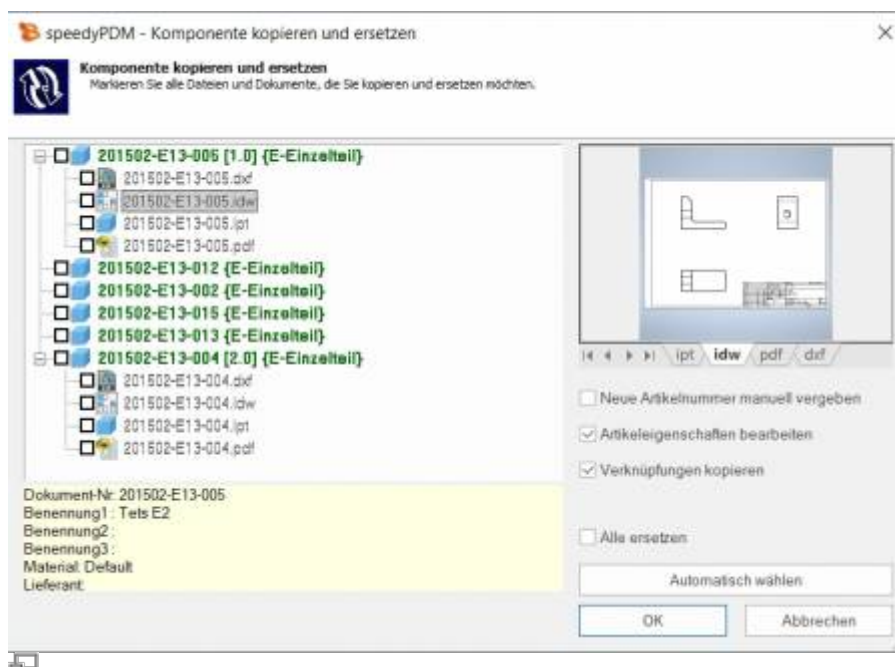 speedyPDM - Komponente kopieren und ersetzen
Komponente kopieren und ersetzen
Markieren Sie alle Dateien und Dokumente, die Sie kopieren und ersetzen möchten.
201502-E13-005 [1.0] {E-Einzelteil}
201502-E13-005.dxf
201502-E13-005.idw
201502-E13-005.ipt
201502-E13-005.pdf
201502-E13-012 {E-Einzelteil}
201502-E13-002 {E-Einzelteil}
201502-E13-015 {E-Einzelteil}
201502-E13-013 {E-Einzelteil}
201502-E13-004 [2.0] {E-Einzelteil}
201502-E13-004.dxf
201502-E13-004.idw
201502-E13-004.ipt
201502-E13-004.pdf
ipt idw pdf dxf
Neue Artikelnummer manuell vergeben
Artikeleigenschaften bearbeiten
Verknüpfungen kopieren
Alle ersetzen
Automatisch wählen
OK Abbrechen
Dokument-Nr: 201502-E13-005
Benennung1 : Tets E2
Benennung2 :
Benennung3 :
Material: Default
Lieferant: